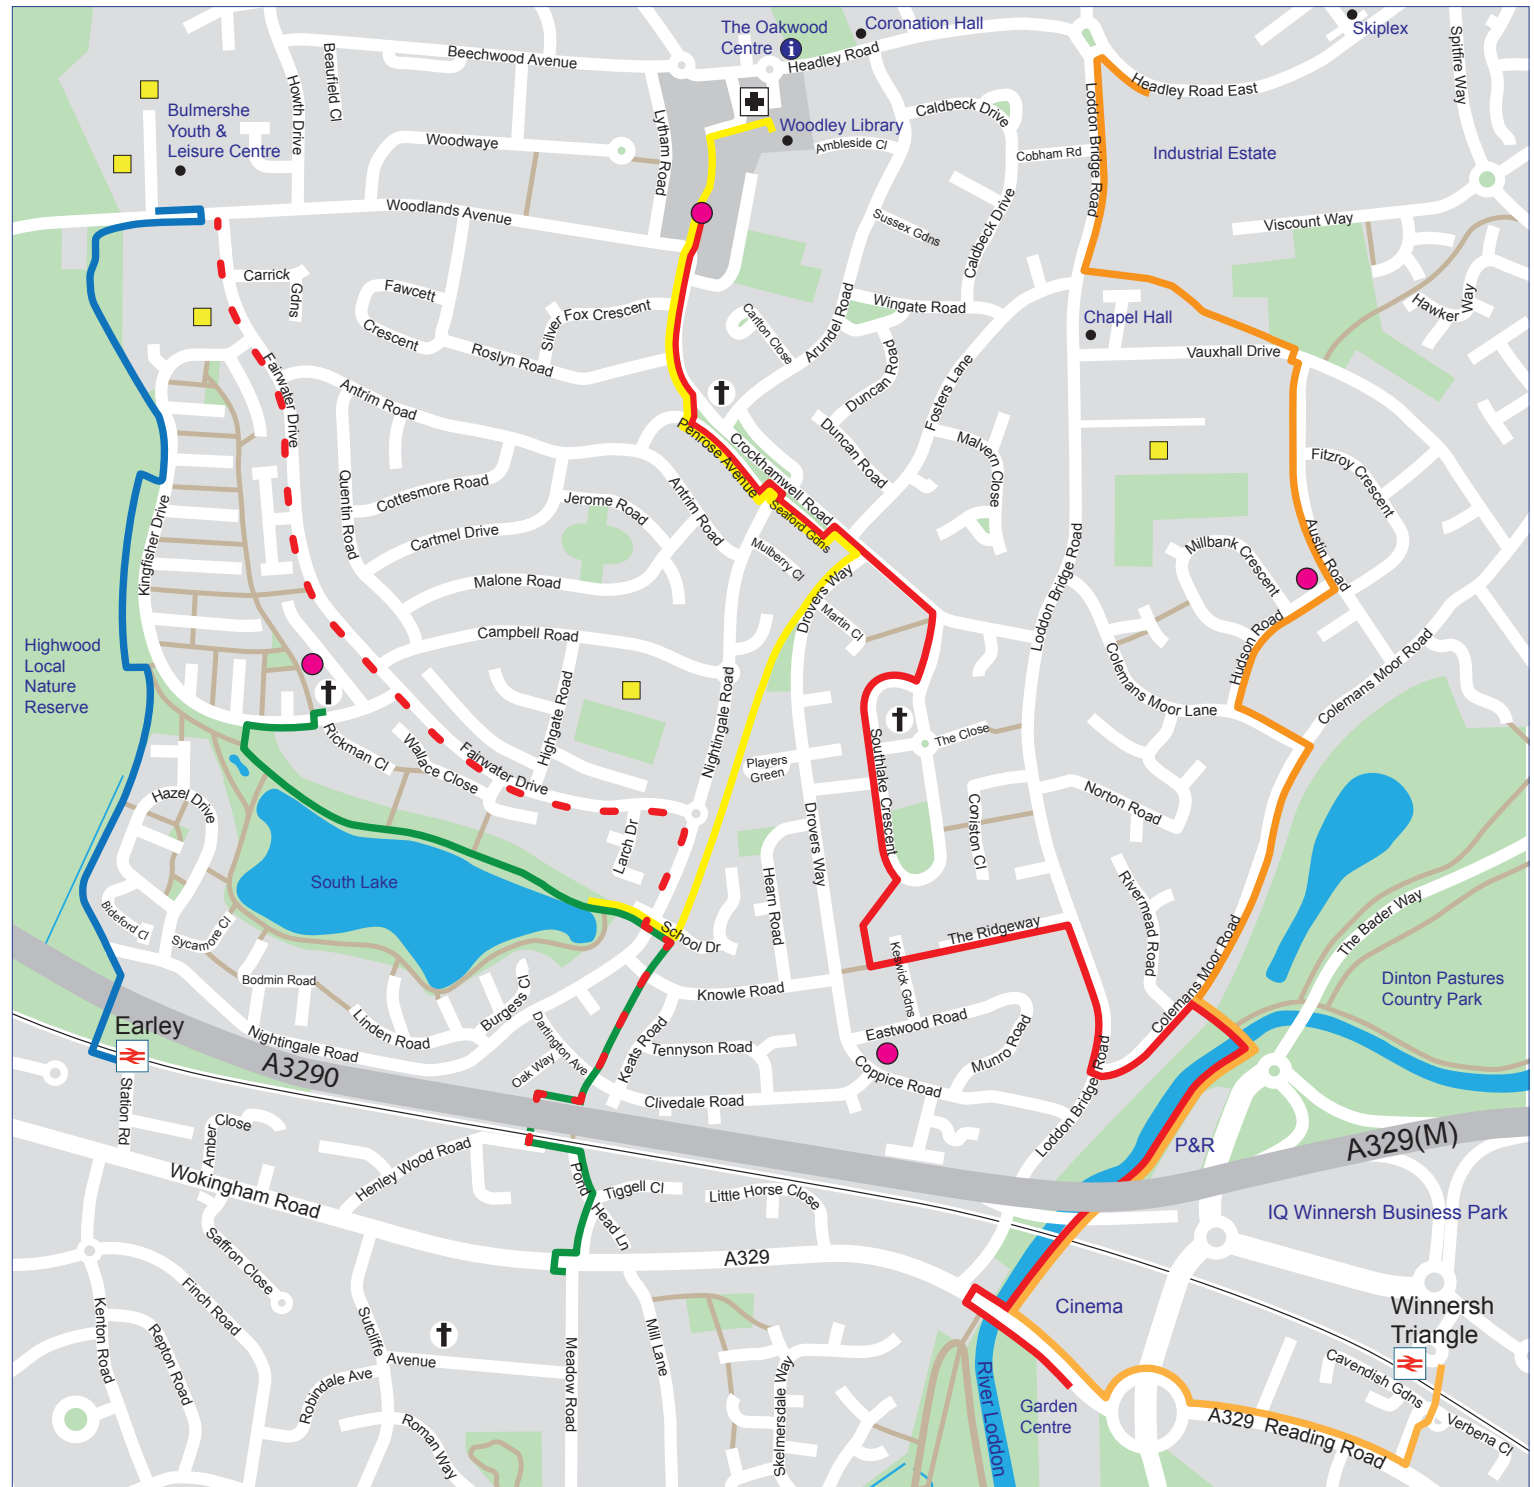 The Oakwood
Centre
i
Coronation Hall
Headley Road
Skiplex
Spitfire Way
Beechwood Avenue
Beaufield Cl
Howth Drive
Headley Road East
Loddon Bridge Road
Bulmershe
Youth &
Leisure Centre
Woodwaye
Lytham Road
Woodley Library
Ambleside Cl
Caldbeck Drive
Cobham Rd
Industrial Estate
Woodlands Avenue
Sussex Gdns
Caldbeck Drive
Viscount Way
Carrick
Gdns
Fawcett
Crescent
Silver
Fox Crescent
Roslyn Road
Carlton Close
Arundel Road
Wingate Road
Chapel Hall
Hawker
Way
Vauxhall Drive
Fairwater Drive
Antrim Road
Duncan Road
Duncan Road
Fosters Lane
Malvern Close
Penrose Avenue
Crockhamwell Road
Seaford Gdns
Fitzroy Crescent
Quentin Road
Cottesmore Road
Cartmel Drive
Jerome Road
Antrim Road
Mulberry Cl
Malone Road
Kingfisher Drive
Millbank Crescent
Austin Road
Drovers Way
Martin Cl
Loddon Bridge Road
Hudson Road
Colemans Moor Road
Colemans Moor Lane
Highwood
Local
Nature
Reserve
Campbell Road
Highgate Road
Nightingale Road
Rickman Cl
Wallace Close
Fairwater Drive
Players
Green
Southlake Crescent
The Close
Norton Road
Hazel Drive
Larch Dr
Drovers Way
Coniston Cl
South Lake
Hearn Road
Rivermead Road
The Bader Way
Bideford Cl
Sycamore Cl
School Dr
The Ridgeway
Keswick Gdns
Colemans Moor Road
Dinton Pastures
Country Park
Bodmin Road
Knowle Road
Linden Road
Burgess Cl
Dartington Ave
Eastwood Road
Munro Road
Earley
Nightingale Road
A3290
Oak Way
Keats Road
Tennyson Road
Coppice Road
Clivedale Road
Loddon Bridge Road
Station Rd
Amber
Close
P&R
A329(M)
Henley Wood Road
Wokingham Road
Pond
Head Ln
Tiggell Cl
Little Horse Close
IQ Winnersh Business Park
Saffron Close
A329
Finch Road
Kenton Road
Repton Road
Sutcliffe
Avenue
Robindale Ave
Roman Way
Meadow Road
Mill Lane
Skelmersdale Way
Cinema
River Loddon
Garden
Centre
Winnersh
Triangle
Cavendish Gdns
Verbena Cl
A329 Reading Road